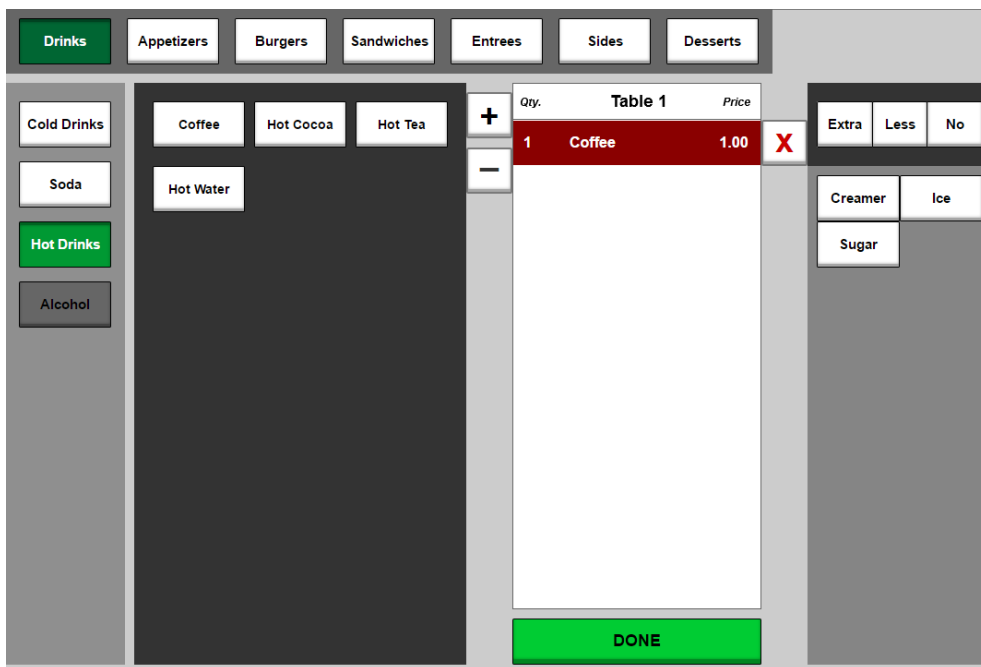 Drinks Appetizers Burgers Sandwiches Entrees Sides Desserts
Cold Drinks
Soda
Hot Drinks
Alcohol
Coffee Hot Cocoa Hot Tea
Hot Water
+
−
Qty. Table 1 Price
1 Coffee 1.00
X
DONE
Extra Less No
Creamer Ice
Sugar